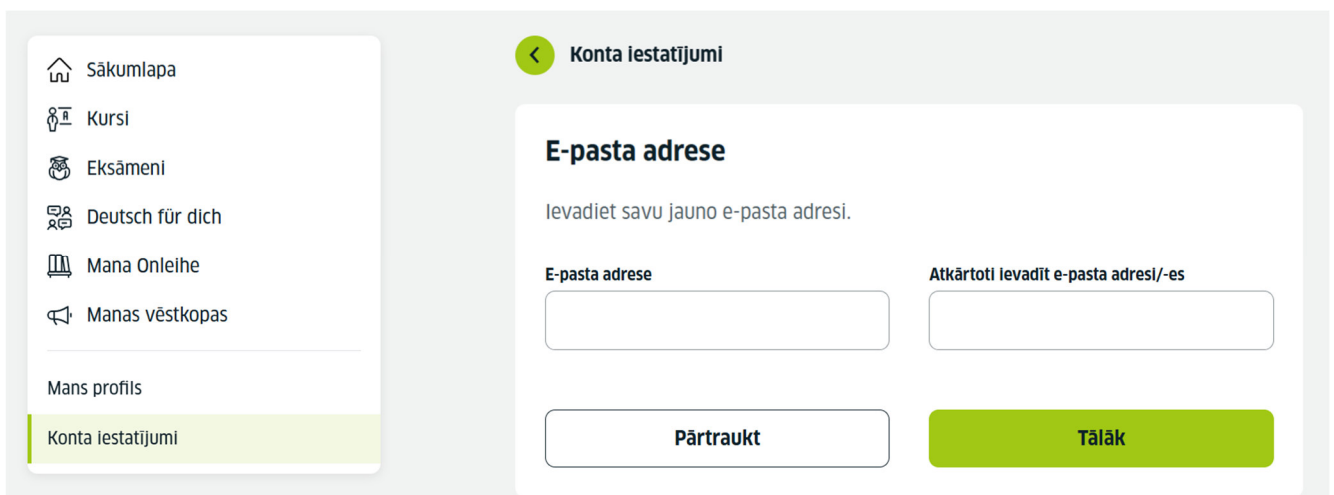 Sākumlapa
Kursi
Eksāmeni
Deutsch für dich
Mana Onleihe
Manas vēstkopas
Mans profils
Konta iestatījumi
Konta iestatījumi
E-pasta adrese
Ievadiet savu jauno e-pasta adresi.
E-pasta adrese
Atkārtoti ievadīt e-pasta adresi/-es
Pārtraukt
Tālāk